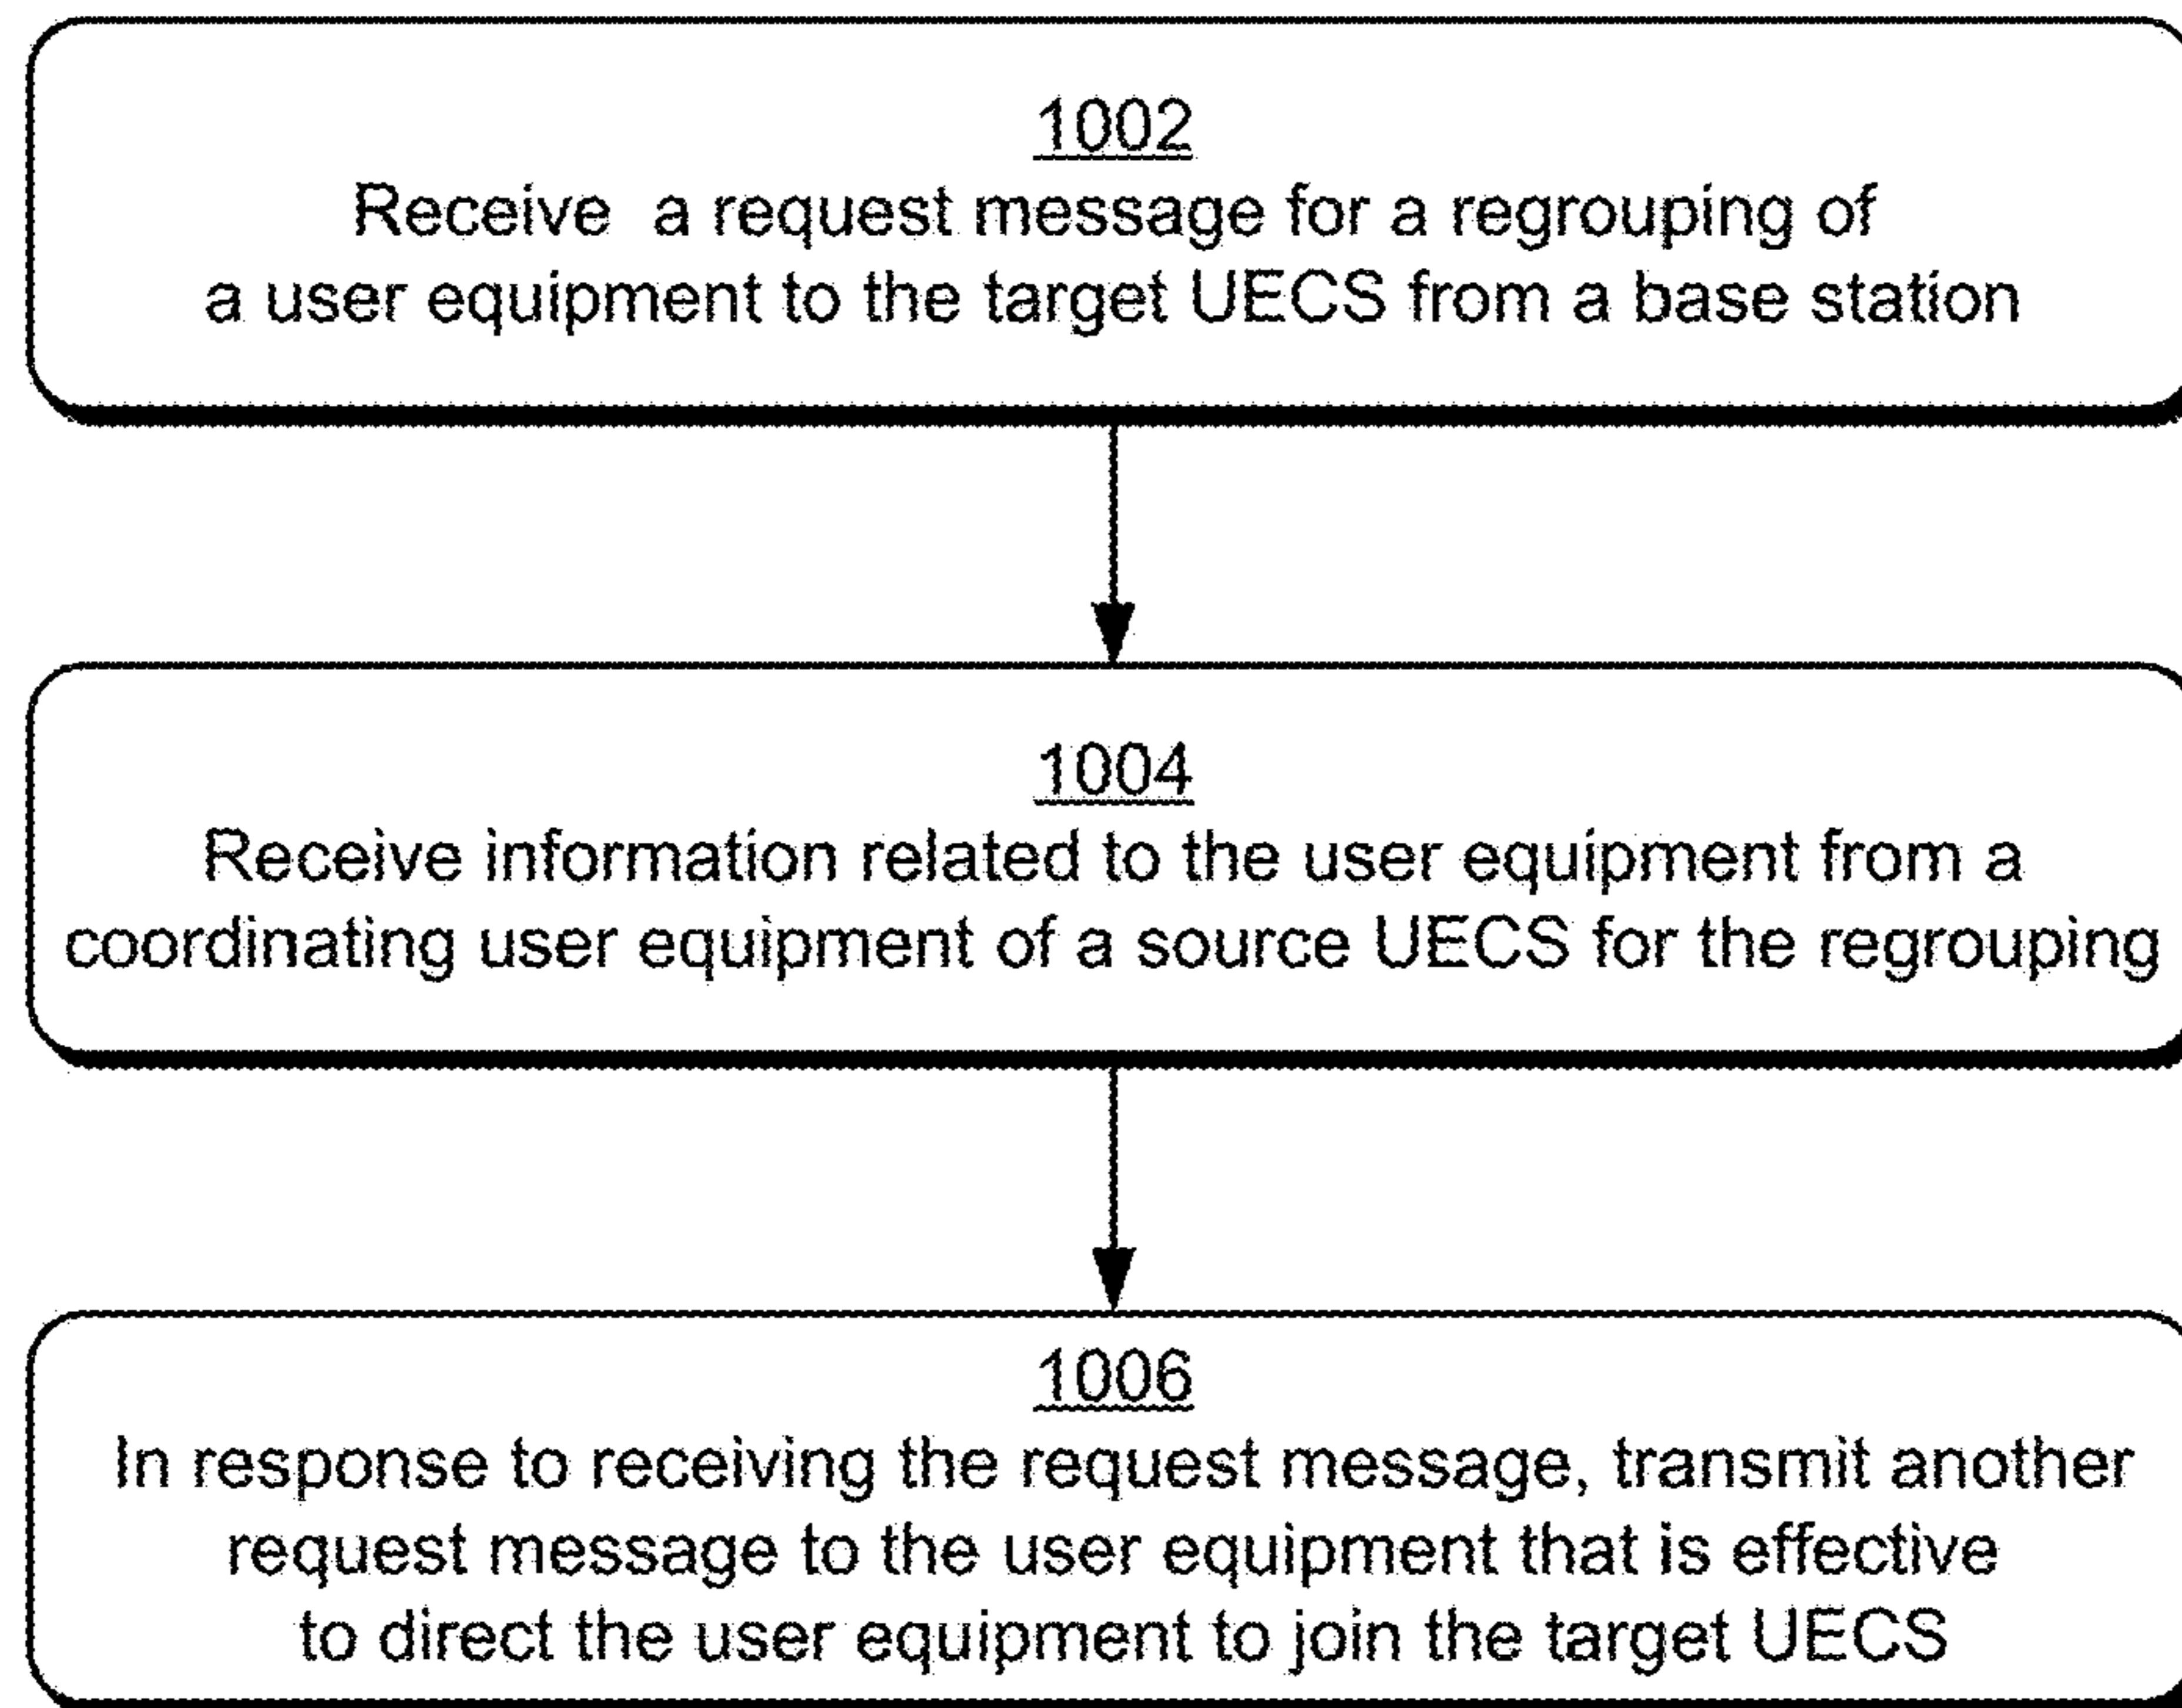 1002
Receive a request message for a regrouping of
a user equipment to the target UECS from a base station
1004
Receive information related to the user equipment from a
coordinating user equipment of a source UECS for the regrouping
1006
In response to receiving the request message, transmit another
request message to the user equipment that is effective
to direct the user equipment to join the target UECS